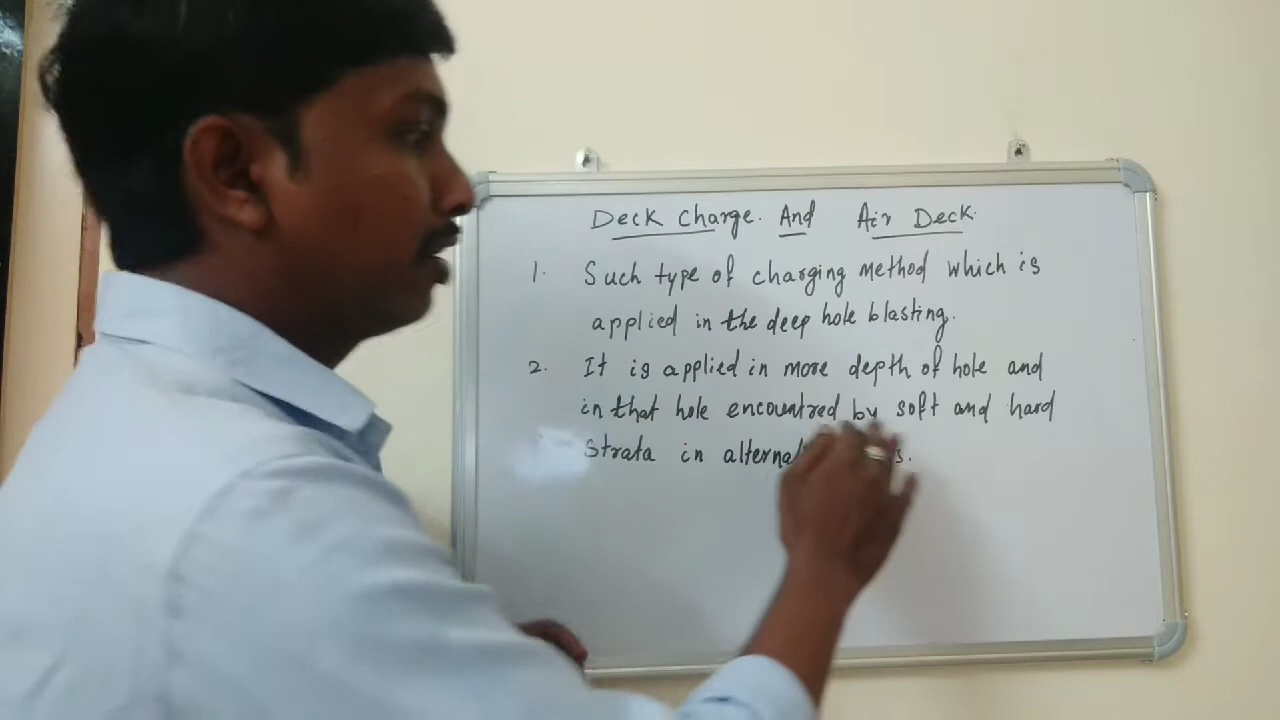 Deck Charge. And Air Deck.
1. Such type of charging method which is
applied in the deep hole blasting.
2. It is applied in more depth of hole and
in that hole encountred by soft and hard
strata in